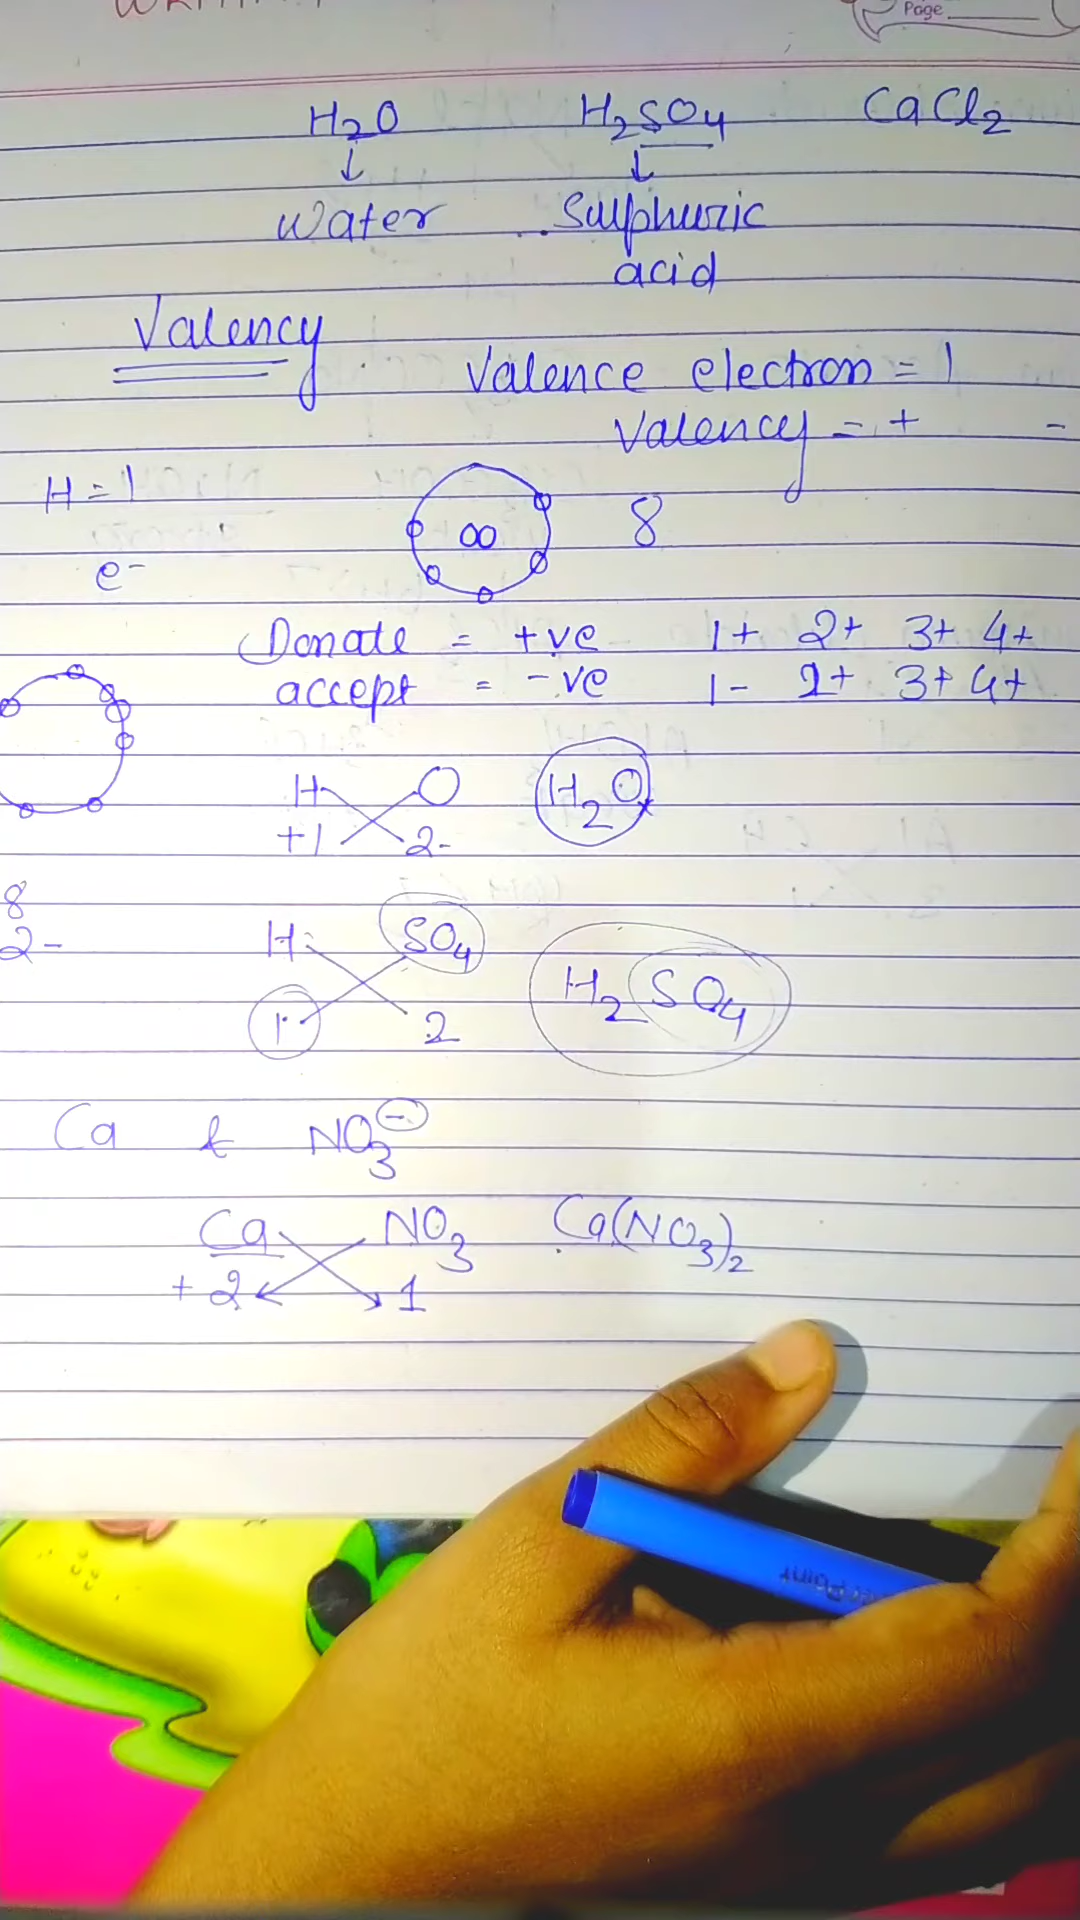 Page
H2O H2SO4 CaCl2
↓ ↓
Water Sulphuric
acid
Valency
Valence electron = 1
Valency = + -
H = 1
8
e-
Donate = +ve 1+ 2+ 3+ 4+
accept = -ve 1- 2+ 3+ 4+
H O H2O
+1 2-
8
2-
H SO4 H2SO4
1 2
Ca & NO3-
Ca NO3 Ca(NO3)2
+2 1